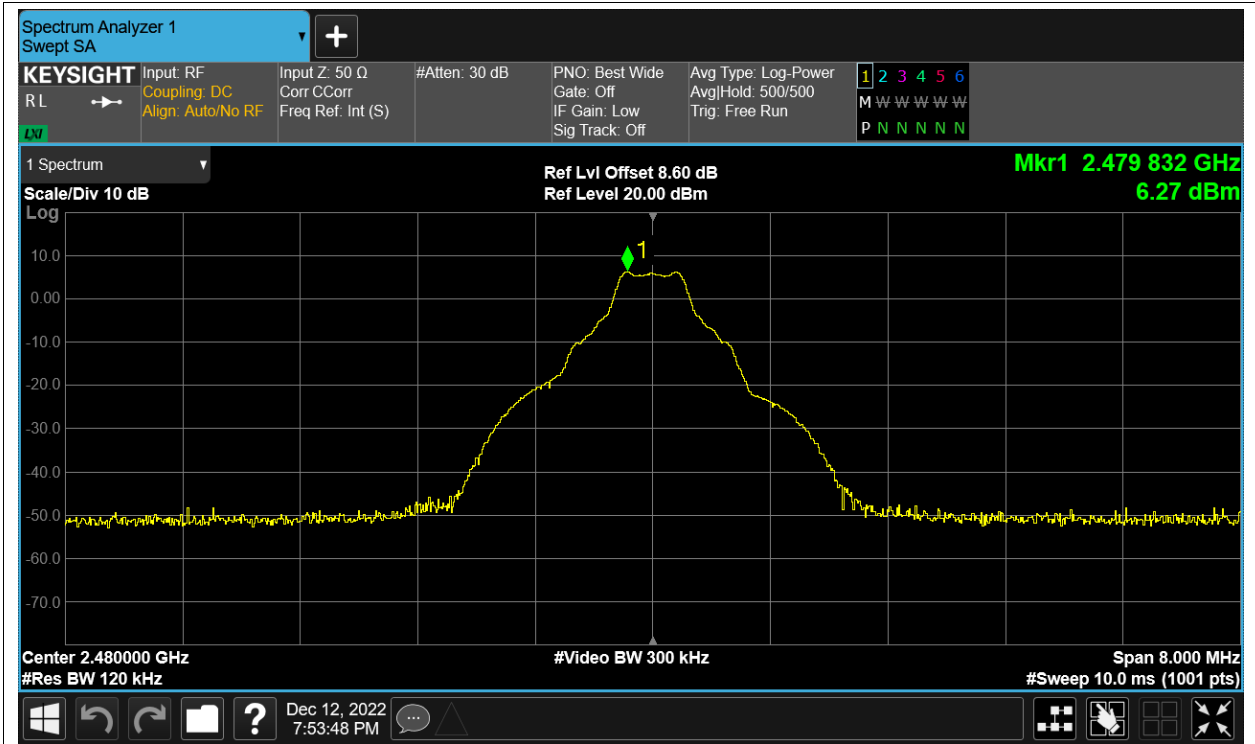 Spectrum Analyzer 1
Swept SA
KEYSIGHT
RL
LXI
Input: RF
Coupling: DC
Align: Auto/No RF
Input Z: 50 Ω
Corr CCorr
Freq Ref: Int (S)
#Atten: 30 dB
PNO: Best Wide
Gate: Off
IF Gain: Low
Sig Track: Off
Avg Type: Log-Power
Avg|Hold: 500/500
Trig: Free Run
1 2 3 4 5 6
M W W W W W
P N N N N N
1 Spectrum
Scale/Div 10 dB
Log
Ref Lvl Offset 8.60 dB
Ref Level 20.00 dBm
Mkr1 2.479 832 GHz
6.27 dBm
1
10.0
0.00
-10.0
-20.0
-30.0
-40.0
-50.0
-60.0
-70.0
Center 2.480000 GHz
#Res BW 120 kHz
#Video BW 300 kHz
Span 8.000 MHz
#Sweep 10.0 ms (1001 pts)
?
Dec 12, 2022
7:53:48 PM